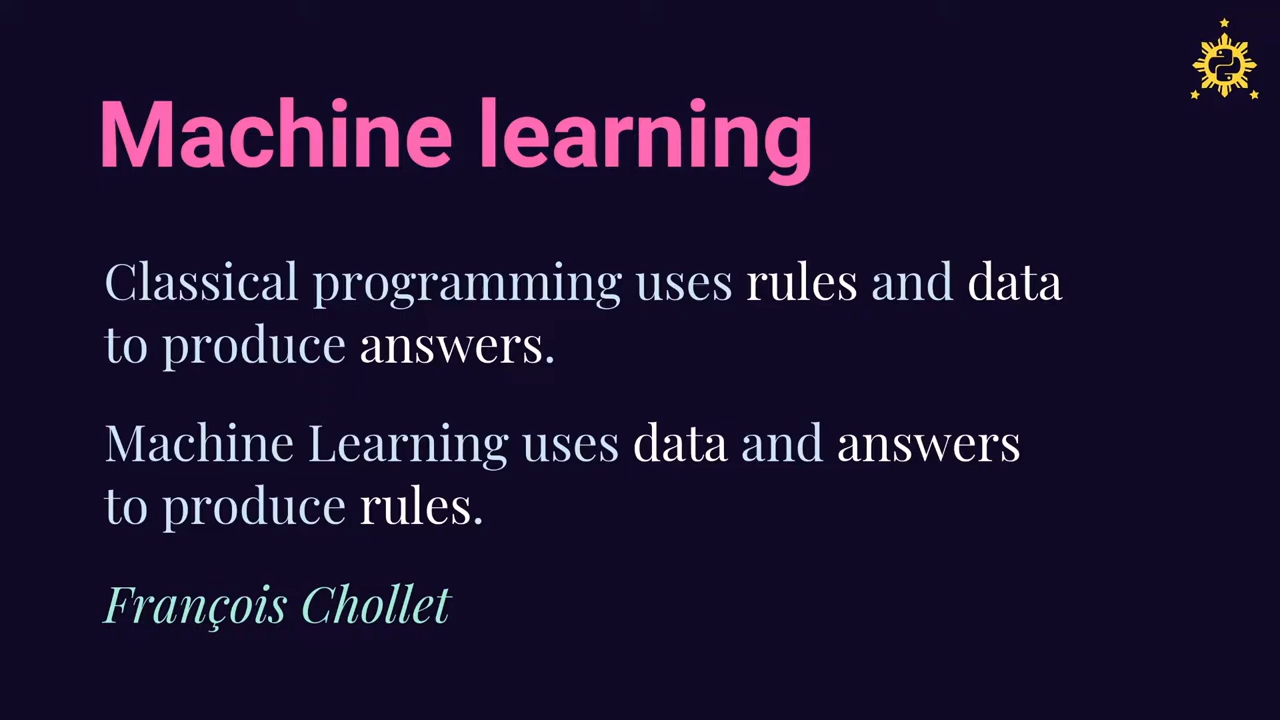 Machine learning
Classical programming uses rules and data
to produce answers.
Machine Learning uses data and answers
to produce rules.
François Chollet